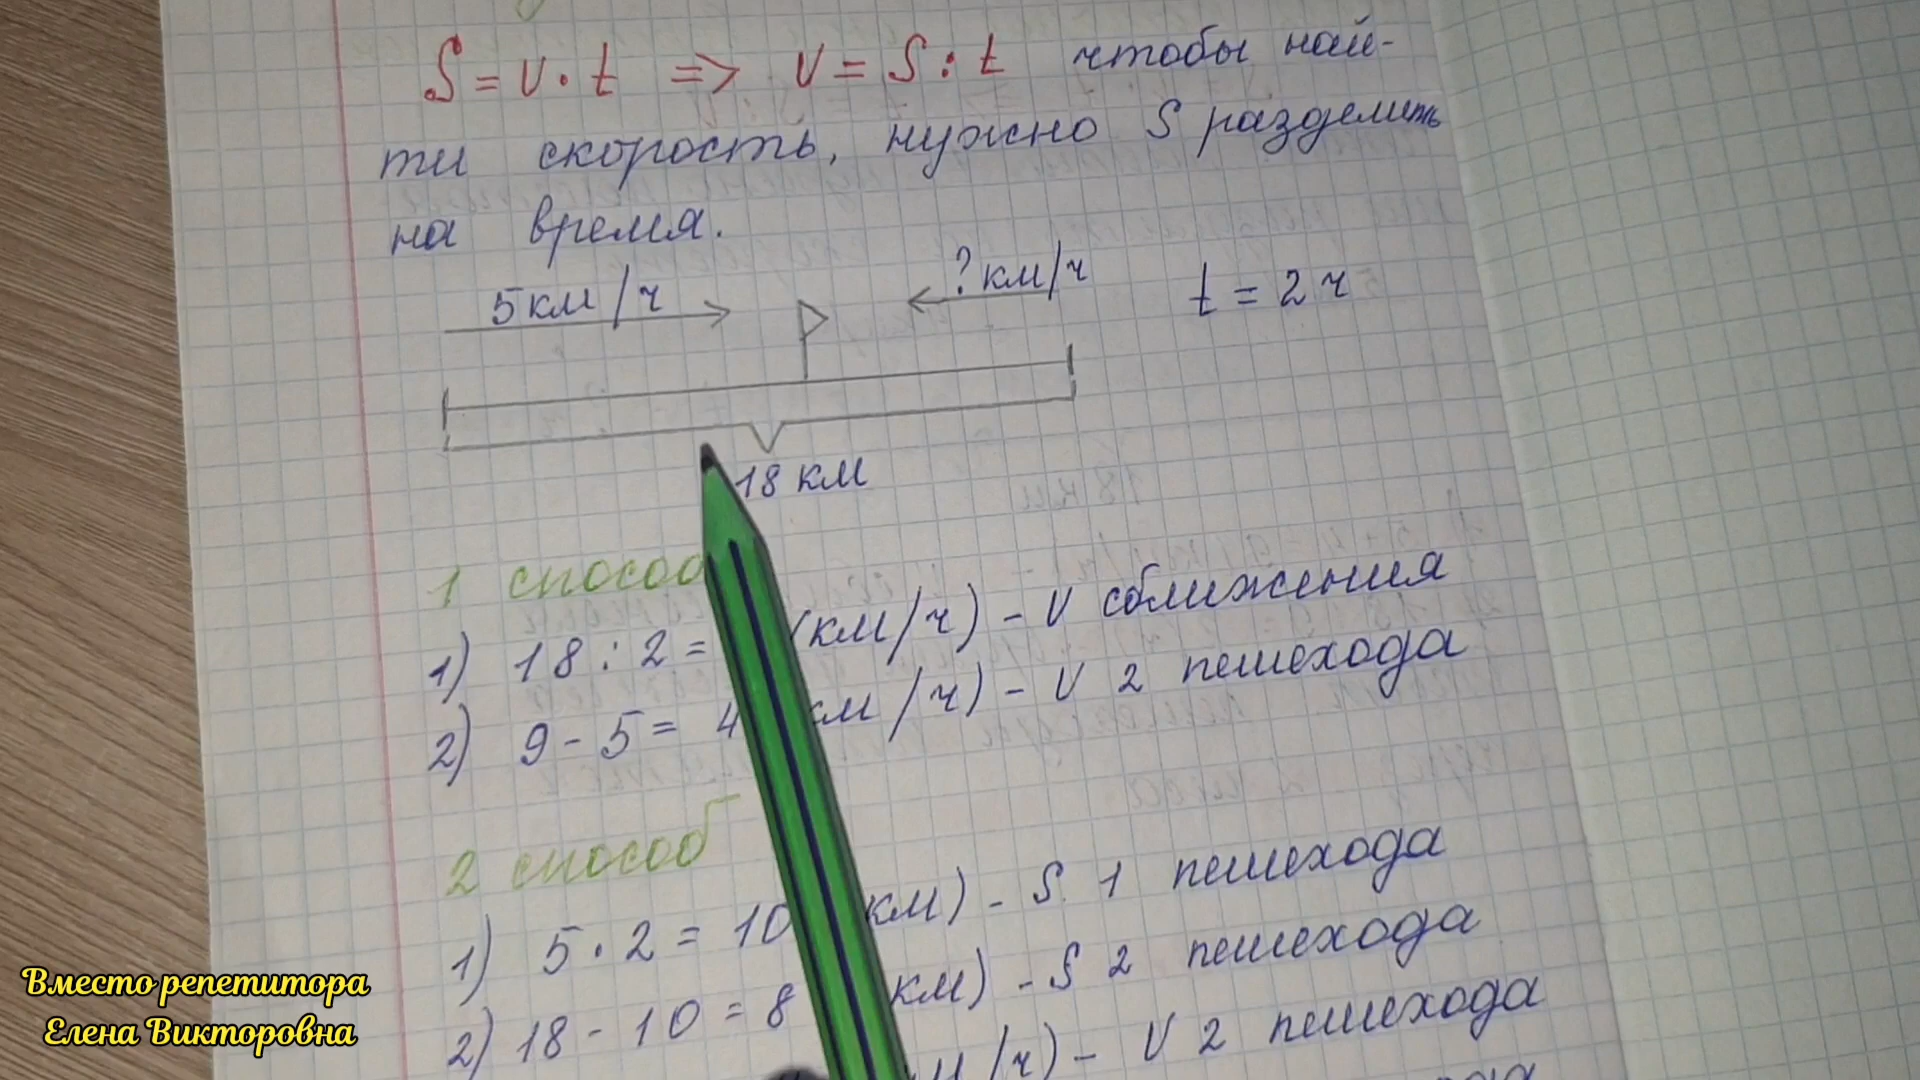 S = v · t => v = S : t чтобы най-
ти скорость, нужно S разделить
на время.
5 км/ч ? км/ч t = 2 ч
18 км
1 способ
1) 18 : 2 = (км/ч) - v сближения
2) 9 - 5 = 4 км/ч) - v 2 пешехода
2 способ
1) 5 · 2 = 10 км) - S 1 пешехода
2) 18 - 10 = 8 км) - S 2 пешехода
/ч) - v 2 пешехода
Вместо репетитора
Елена Викторовна